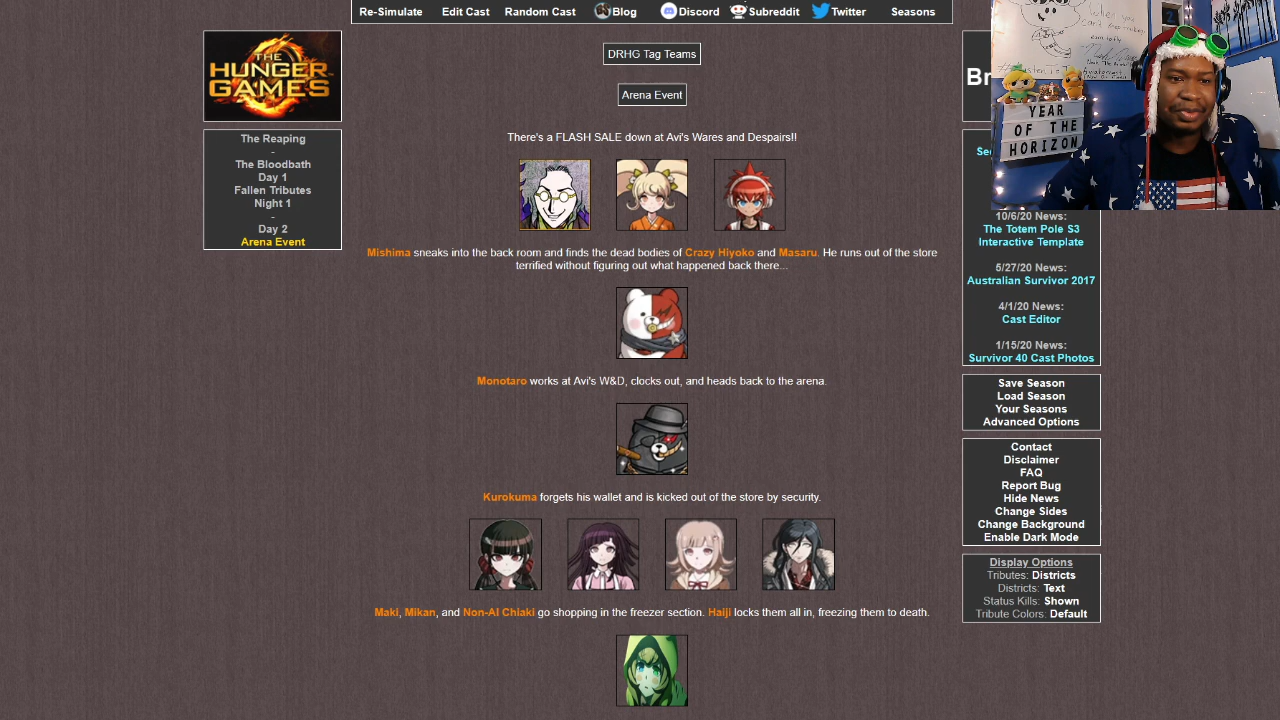 Re-Simulate Edit Cast Random Cast Blog Discord Subreddit Twitter Seasons
THE HUNGER GAMES
The Reaping
-
The Bloodbath
Day 1
Fallen Tributes
Night 1
-
Day 2
Arena Event
DRHG Tag Teams
Arena Event
There's a FLASH SALE down at Avi's Wares and Despairs!!
Mishima sneaks into the back room and finds the dead bodies of Crazy Hiyoko and Masaru. He runs out of the store
terrified without figuring out what happened back there...
Monotaro works at Avi's W&D, clocks out, and heads back to the arena.
Kurokuma forgets his wallet and is kicked out of the store by security.
Maki, Mikan, and Non-AI Chiaki go shopping in the freezer section. Haiji locks them all in, freezing them to death.
Br
YEAR
OF THE
HORIZON
10/6/20 News:
The Totem Pole S3
Interactive Template
5/27/20 News:
Australian Survivor 2017
4/1/20 News:
Cast Editor
1/15/20 News:
Survivor 40 Cast Photos
Save Season
Load Season
Your Seasons
Advanced Options
Contact
Disclaimer
FAQ
Report Bug
Hide News
Change Sides
Change Background
Enable Dark Mode
Display Options
Tributes: Districts
Districts: Text
Status Kills: Shown
Tribute Colors: Default